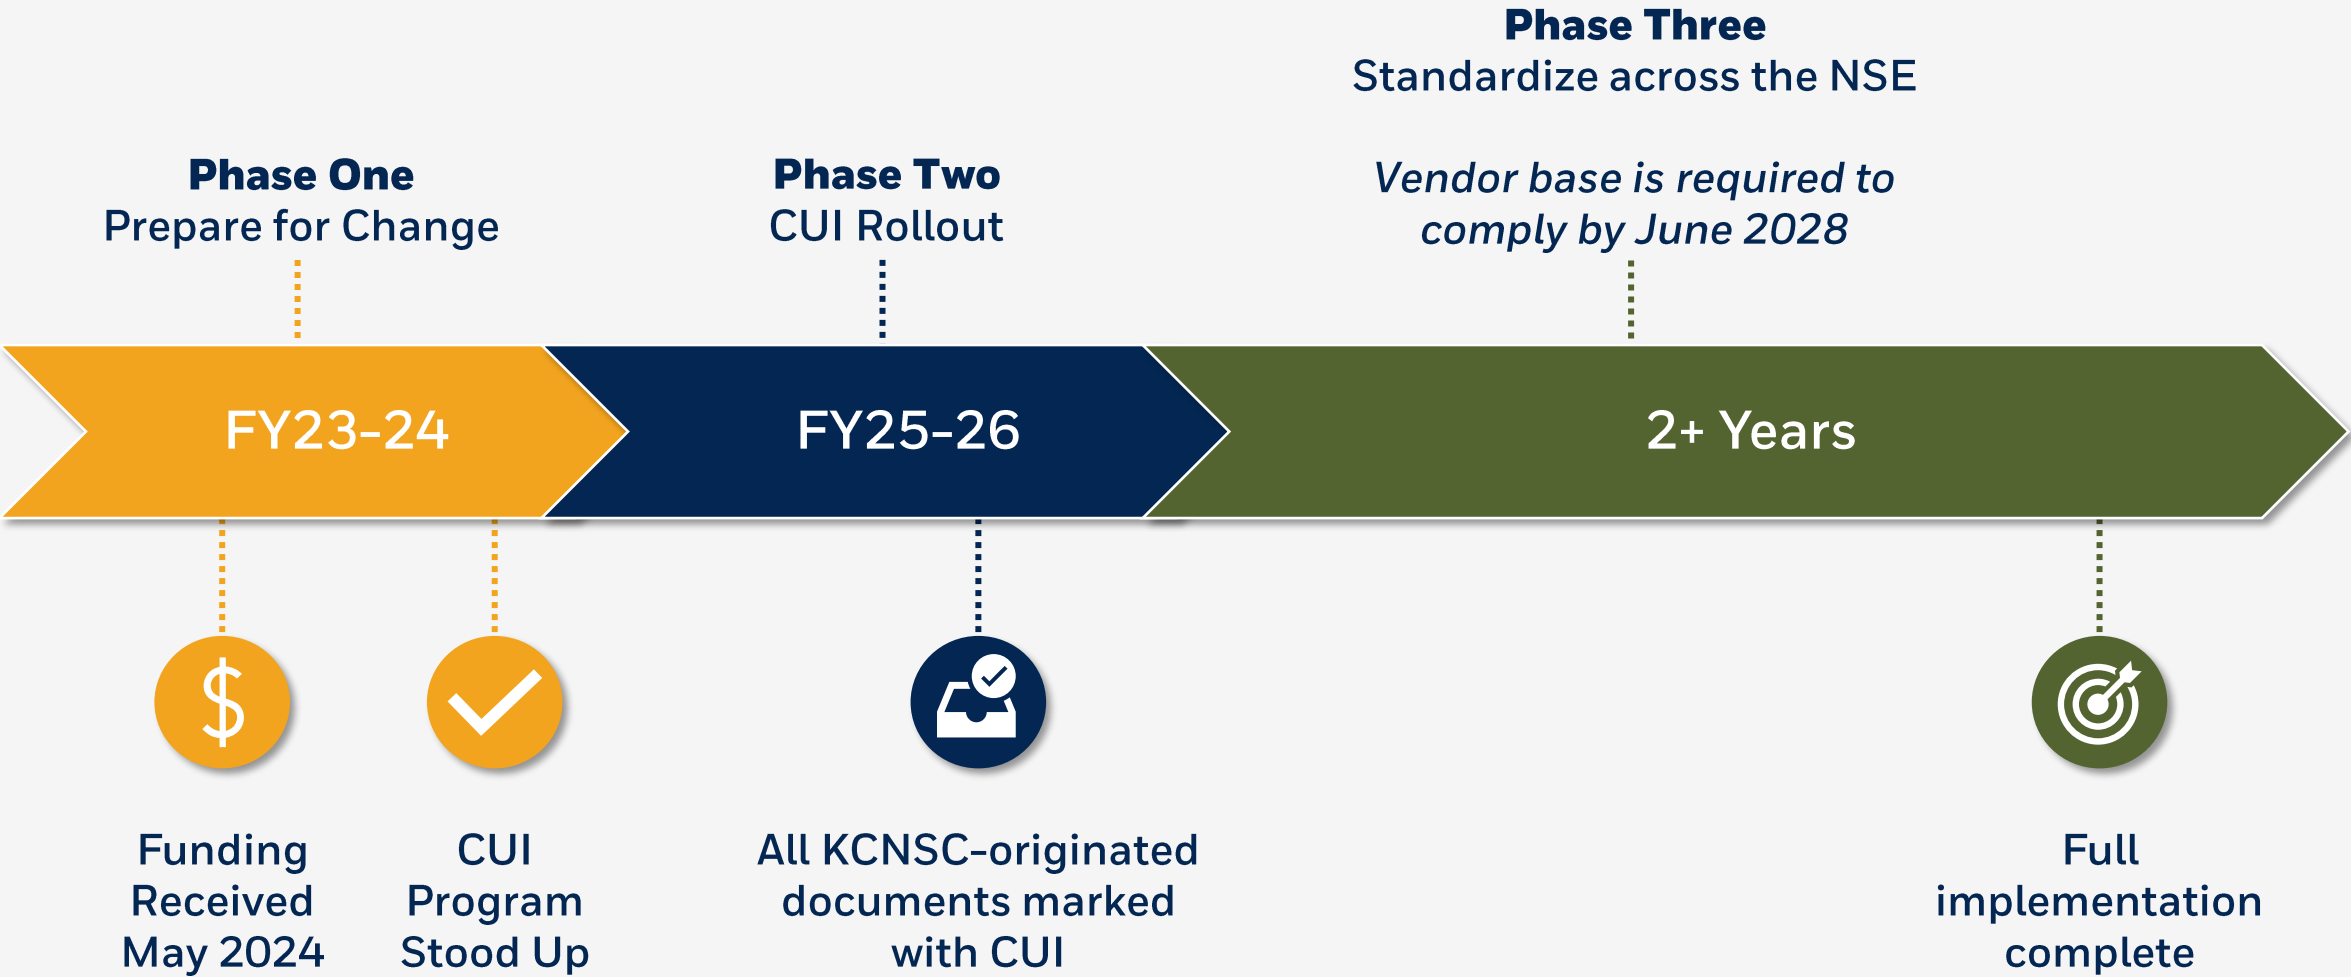 Phase One
Prepare for Change
Phase Two
CUI Rollout
Phase Three
Standardize across the NSE
Vendor base is required to
comply by June 2028
FY23-24
FY25-26
2+ Years
$
Funding
Received
May 2024
CUI
Program
Stood Up
All KCNSC-originated
documents marked
with CUI
Full
implementation
complete